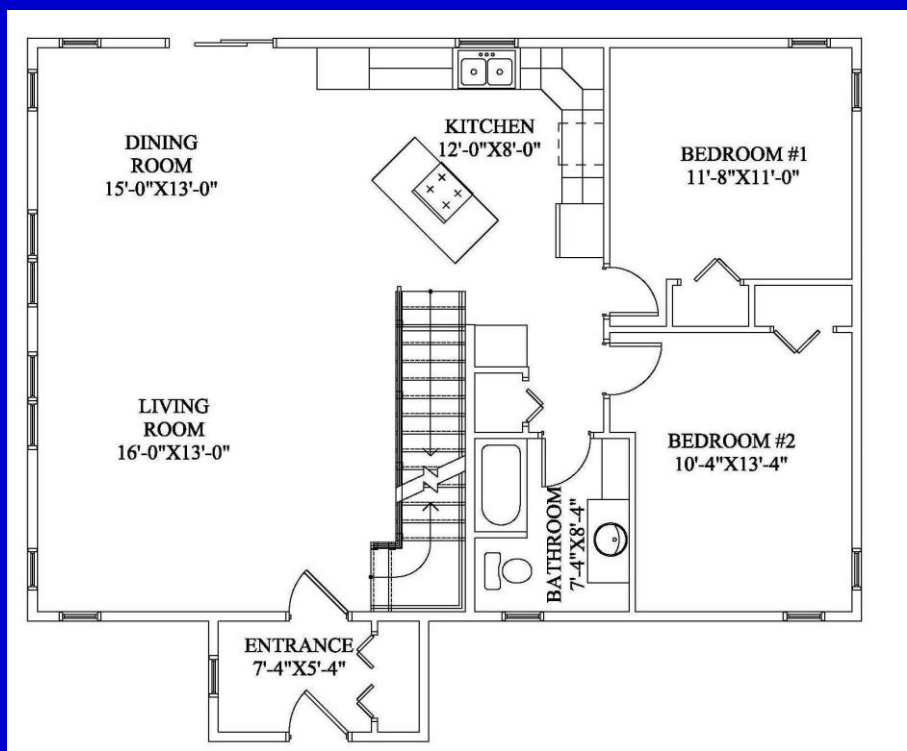 DINING
ROOM
15'-0"X13'-0"
KITCHEN
12'-0"X8'-0"
BEDROOM #1
11'-8"X11'-0"
LIVING
ROOM
16'-0"X13'-0"
BEDROOM #2
10'-4"X13'-4"
BATHROOM
7'-4"X8'-4"
ENTRANCE
7'-4"X5'-4"